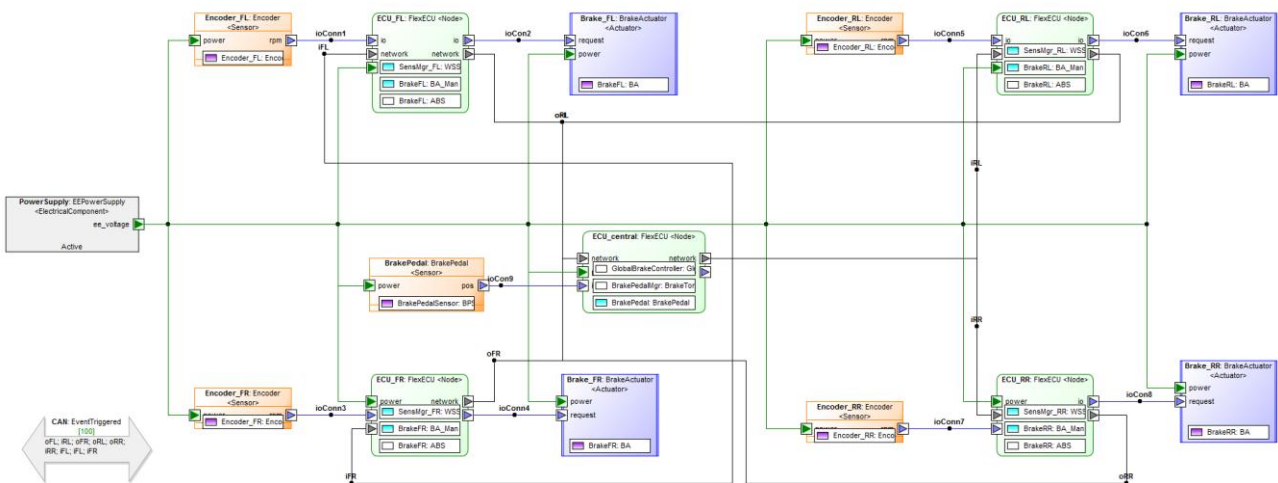 Encoder_FL: Encoder
<Sensor>
power rpm
Encoder_FL: Enco
ioConn1
iFL
ECU_FL: FlexECU <Node>
io io
network network
SensMgr_FL: WSS
BrakeFL: BA_Man
BrakeFL: ABS
ioCon2
Brake_FL: BrakeActuator
<Actuator>
request
power
BrakeFL: BA
Encoder_RL: Encoder
<Sensor>
Encoder_RL: Enco
ioConn5
ECU_RL: FlexECU <Node>
io io
SensMgr_RL: WSS
BrakeRL: BA_Man
BrakeRL: ABS
ioCon6
Brake_RL: BrakeActuator
<Actuator>
request
power
BrakeRL: BA
oRL
iRL
PowerSupply: EEPowerSupply
<ElectricalComponent>
ee_voltage
Active
BrakePedal: BrakePedal
<Sensor>
power pos
BrakePedalSensor: BPS
ioCon9
ECU_central: FlexECU <Node>
network network
GlobalBrakeController: Gl
BrakePedalMgr: BrakeTor
BrakePedal: BrakePedal
iRR
oFR
Encoder_FR: Encoder
<Sensor>
Encoder_FR: Enco
ioConn3
ECU_FR: FlexECU <Node>
power network
SensMgr_FR: WSS
BrakeFR: BA_Man
BrakeFR: ABS
ioConn4
Brake_FR: BrakeActuator
<Actuator>
power
request
BrakeFR: BA
Encoder_RR: Encoder
<Sensor>
Encoder_RR: Enco
ioConn7
ECU_RR: FlexECU <Node>
power io
SensMgr_RR: WSS
BrakeRR: BA_Man
BrakeRR: ABS
ioCon8
Brake_RR: BrakeActuator
<Actuator>
power
request
BrakeRR: BA
CAN: EventTriggered
[100]
oFL; iRL; oFR; oRL; oRR;
iRR; iFL; iFL; iFR
iFR
oRR